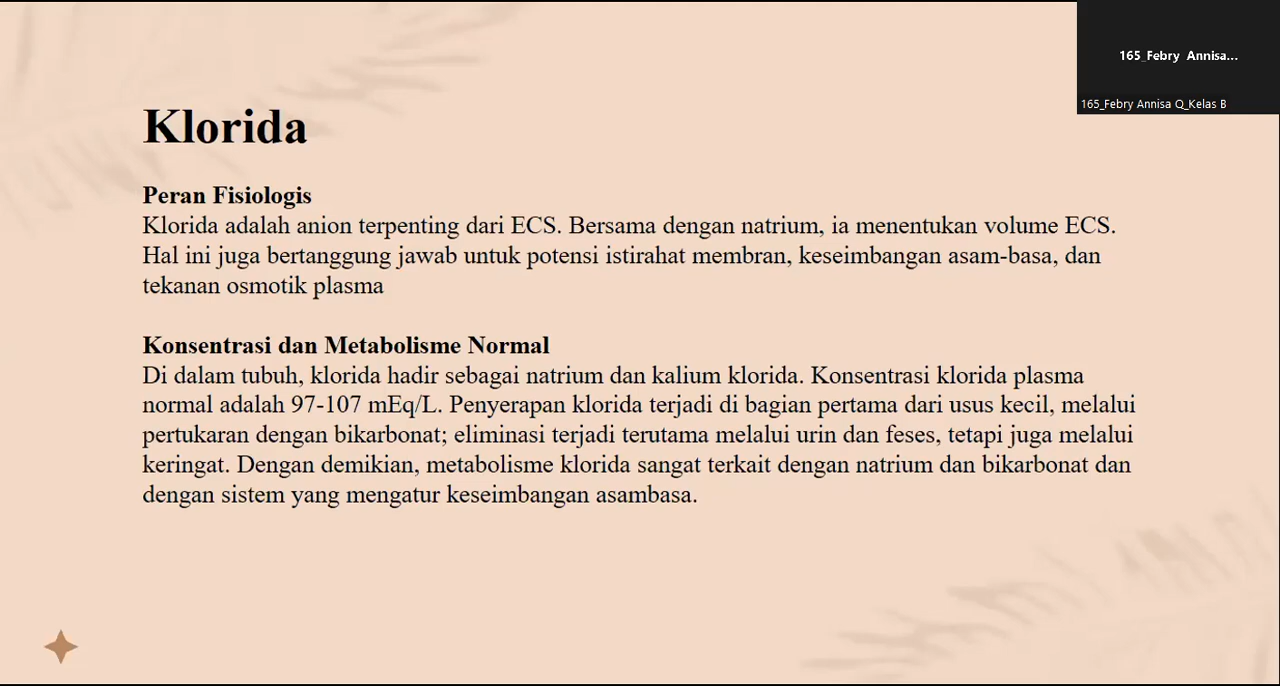 165_Febry Annisa...
165_Febry Annisa Q_Kelas B
Klorida
Peran Fisiologis
Klorida adalah anion terpenting dari ECS. Bersama dengan natrium, ia menentukan volume ECS.
Hal ini juga bertanggung jawab untuk potensi istirahat membran, keseimbangan asam-basa, dan
tekanan osmotik plasma
Konsentrasi dan Metabolisme Normal
Di dalam tubuh, klorida hadir sebagai natrium dan kalium klorida. Konsentrasi klorida plasma
normal adalah 97-107 mEq/L. Penyerapan klorida terjadi di bagian pertama dari usus kecil, melalui
pertukaran dengan bikarbonat; eliminasi terjadi terutama melalui urin dan feses, tetapi juga melalui
keringat. Dengan demikian, metabolisme klorida sangat terkait dengan natrium dan bikarbonat dan
dengan sistem yang mengatur keseimbangan asambasa.